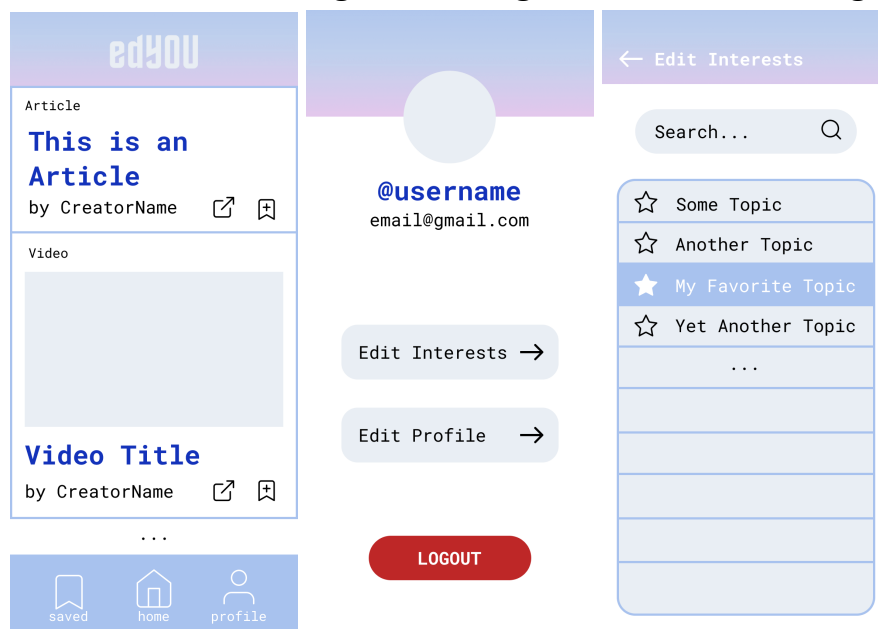 edYOU
Article
This is an
Article
by CreatorName
Video
Video Title
by CreatorName
...
saved
home
profile
@username
email@gmail.com
Edit Interests
Edit Profile
LOGOUT
Edit Interests
Search...
Some Topic
Another Topic
My Favorite Topic
Yet Another Topic
...